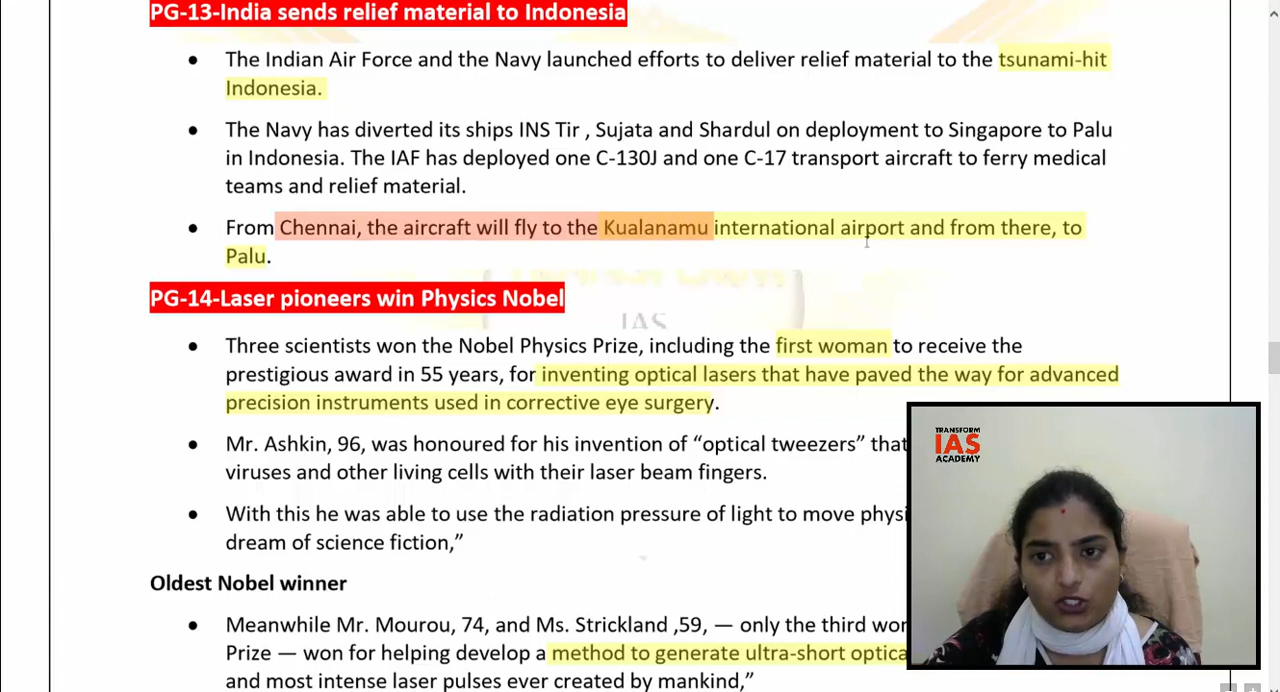 PG-13-India sends relief material to Indonesia
• The Indian Air Force and the Navy launched efforts to deliver relief material to the tsunami-hit
Indonesia.
• The Navy has diverted its ships INS Tir , Sujata and Shardul on deployment to Singapore to Palu
in Indonesia. The IAF has deployed one C-130J and one C-17 transport aircraft to ferry medical
teams and relief material.
• From Chennai, the aircraft will fly to the Kualanamu international airport and from there, to
Palu.
IAS
PG-14-Laser pioneers win Physics Nobel
• Three scientists won the Nobel Physics Prize, including the first woman to receive the
prestigious award in 55 years, for inventing optical lasers that have paved the way for advanced
precision instruments used in corrective eye surgery.
• Mr. Ashkin, 96, was honoured for his invention of “optical tweezers” that
viruses and other living cells with their laser beam fingers.
• With this he was able to use the radiation pressure of light to move
dream of science fiction,”
Oldest Nobel winner
• Meanwhile Mr. Mourou, 74, and Ms. Strickland ,59, — only the third
Prize — won for helping develop a method to generate ultra-short
and most intense laser pulses ever created by mankind,”
TRANSFORM
IAS
ACADEMY